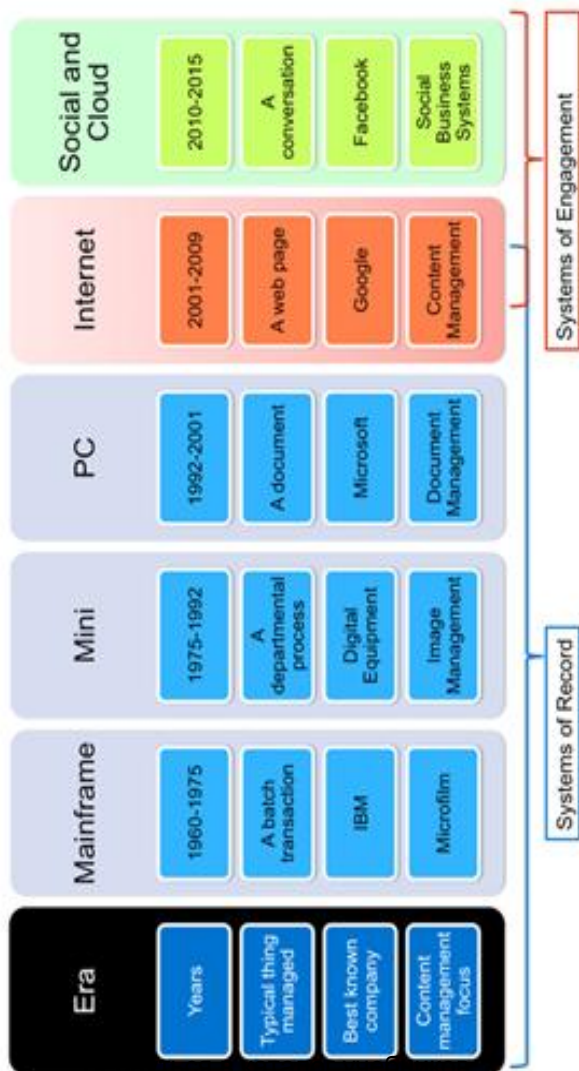 Era
Years
Typical thing
managed
Best known
company
Content
management
focus
Mainframe
1960-1975
A batch
transaction
IBM
Microfilm
Mini
1975-1992
A
departmental
process
Digital
Equipment
Image
Management
PC
1992-2001
A document
Microsoft
Document
Management
Internet
2001-2009
A web page
Google
Content
Management
Social and
Cloud
2010-2015
A
conversation
Facebook
Social
Business
Systems
Systems of Record
Systems of Engagement